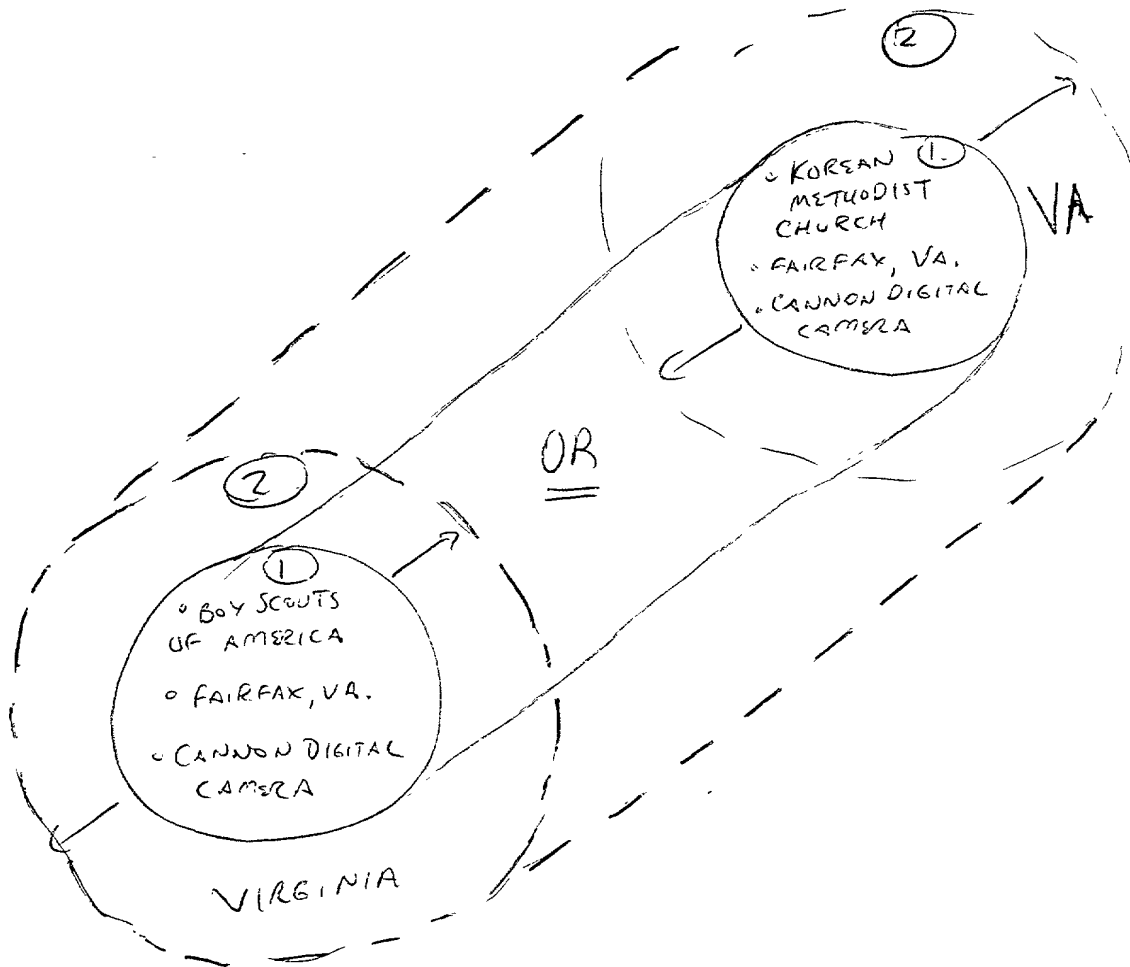 2
1.
• KOREAN
METHODIST
CHURCH
• FAIRFAX, VA.
• CANNON DIGITAL
CAMERA
VA
OR
2
1
• BOY SCOUTS
OF AMERICA
• FAIRFAX, VA.
• CANNON DIGITAL
CAMERA
VIRGINIA